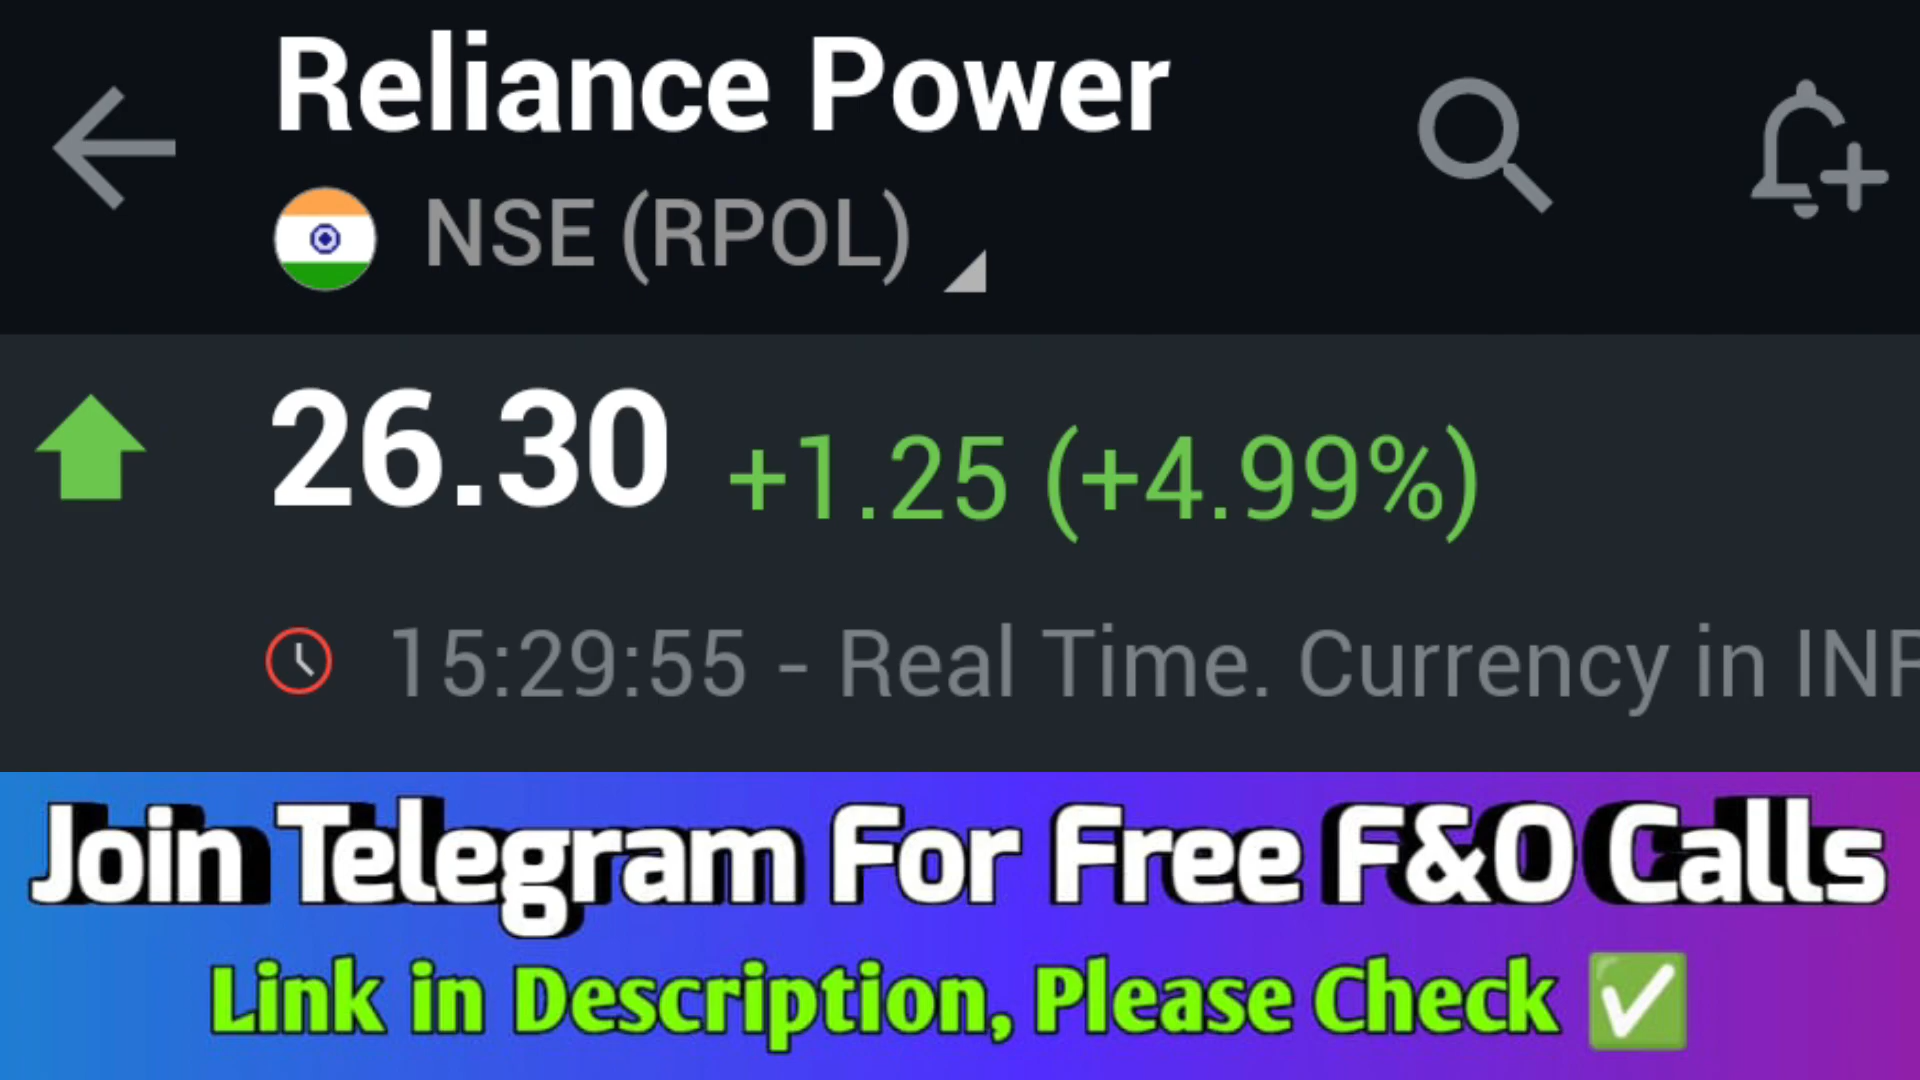 Reliance Power
NSE (RPOL)
26.30 +1.25 (+4.99%)
15:29:55 - Real Time. Currency in INR
Join Telegram For Free F&O Calls
Link in Description, Please Check ✅